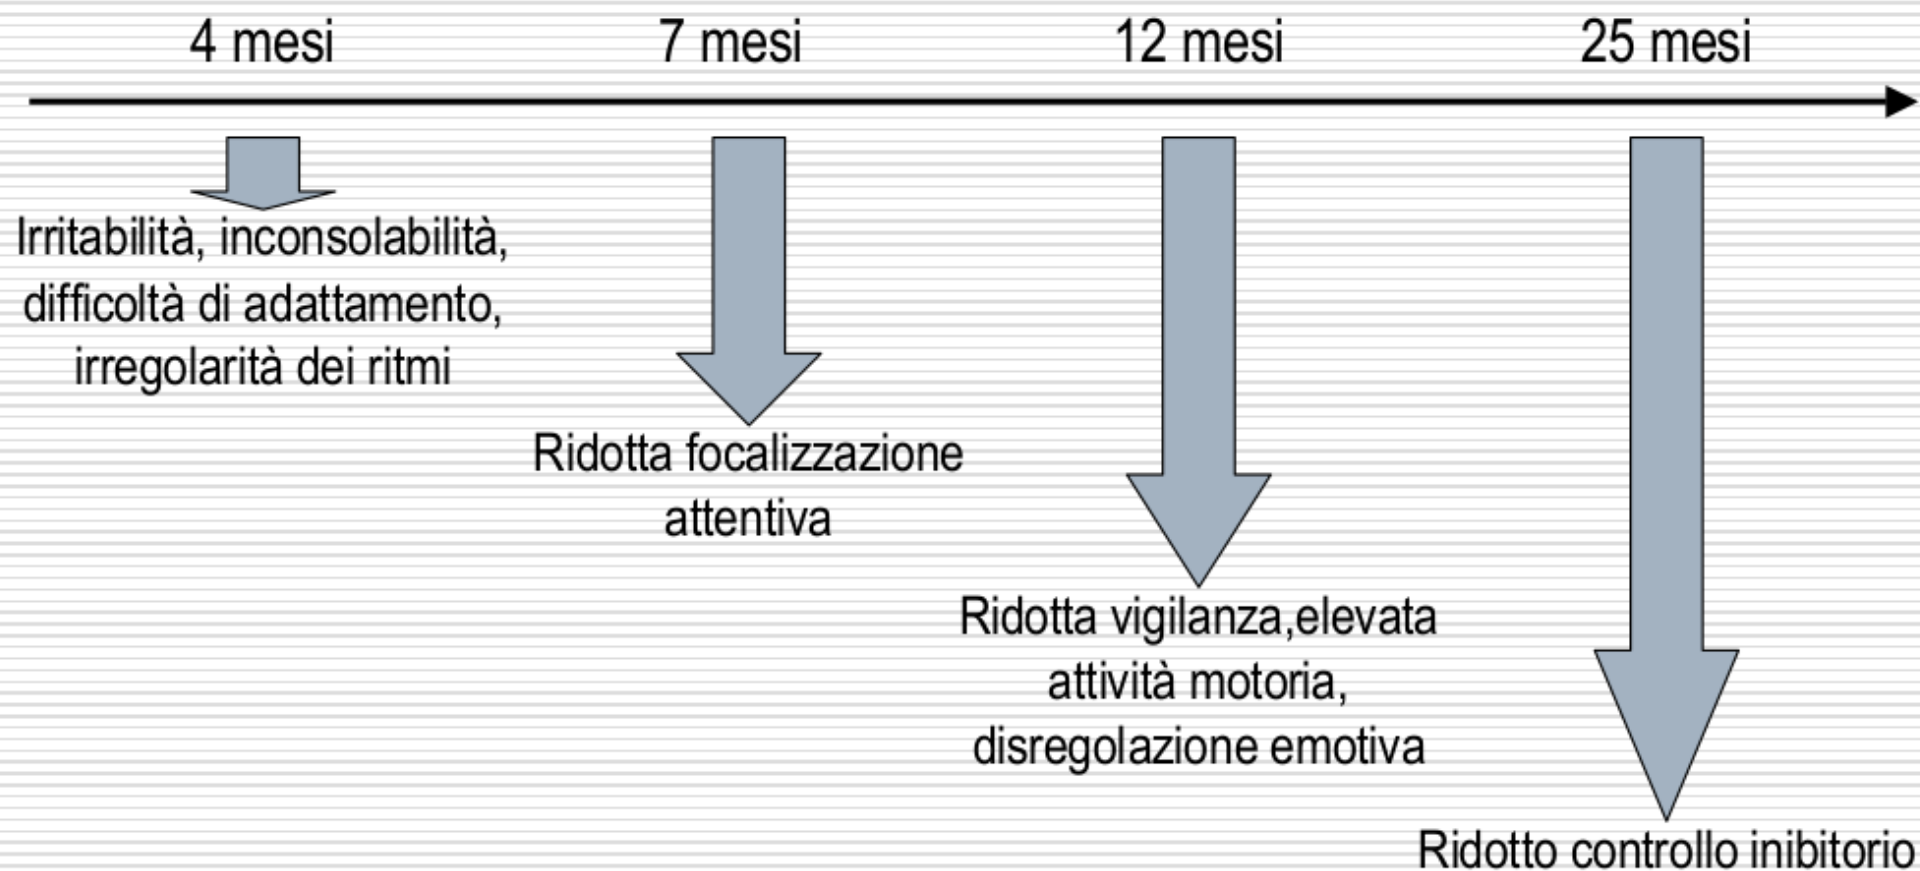 4 mesi
7 mesi
12 mesi
25 mesi
Irritabilità, inconsolabilità,
difficoltà di adattamento,
irregolarità dei ritmi
Ridotta focalizzazione
attentiva
Ridotta vigilanza,elevata
attività motoria,
disregolazione emotiva
Ridotto controllo inibitorio